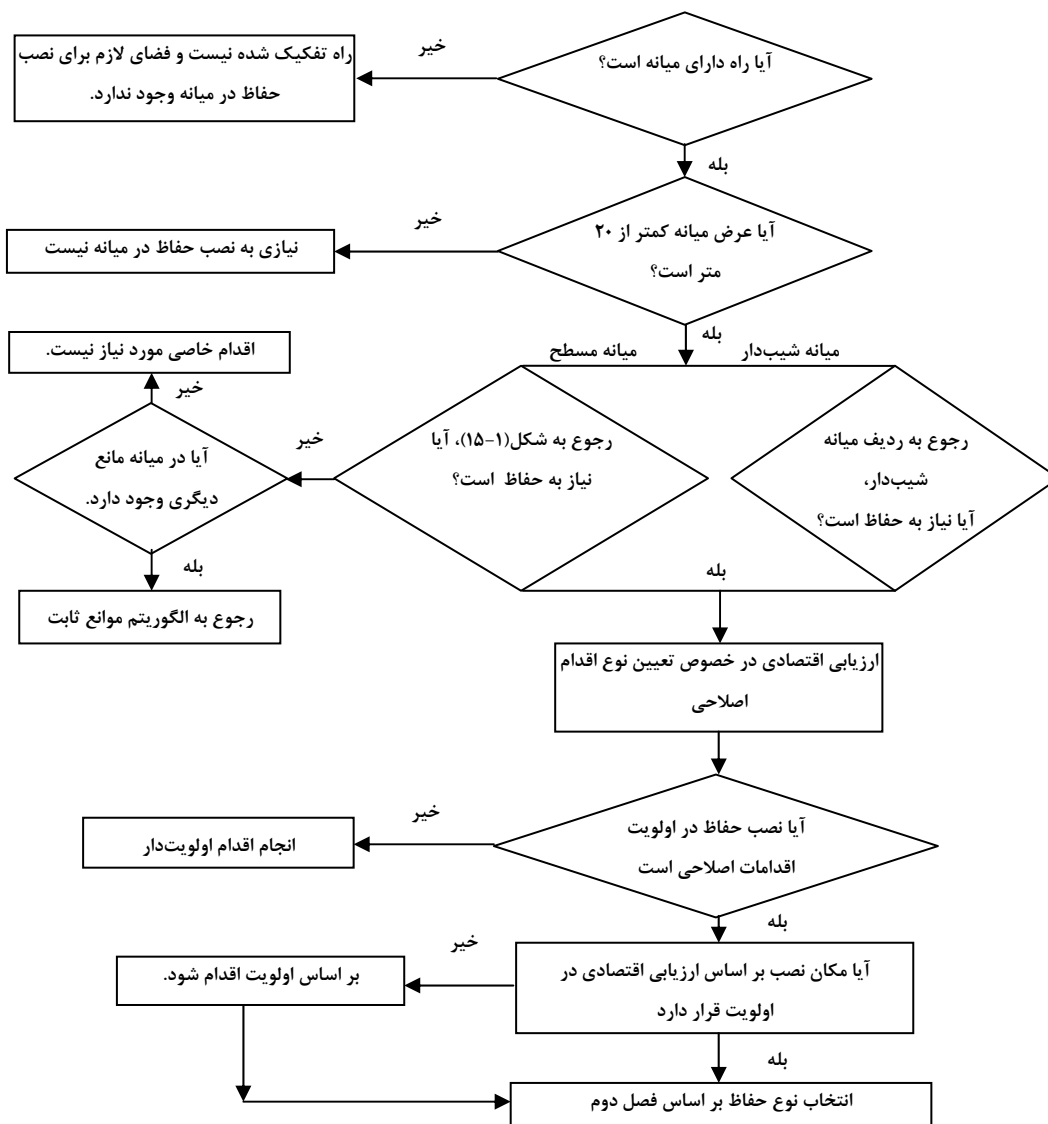 آیا راه دارای میانه است؟
خیر
راه تفکیک شده نیست و فضای لازم برای نصب
حفاظ در میانه وجود ندارد.
بله
آیا عرض میانه کمتر از ۲۰
متر است؟
خیر
نیازی به نصب حفاظ در میانه نیست
بله
میانه شیب‌دار
میانه مسطح
رجوع به ردیف میانه
شیب‌دار،
آیا نیاز به حفاظ است؟
رجوع به شکل(۱-۱۵)، آیا
نیاز به حفاظ است؟
خیر
آیا در میانه مانع
دیگری وجود دارد.
خیر
اقدام خاصی مورد نیاز نیست.
بله
رجوع به الگوریتم موانع ثابت
بله
ارزیابی اقتصادی در خصوص تعیین نوع اقدام
اصلاحی
آیا نصب حفاظ در اولویت
اقدامات اصلاحی است
خیر
انجام اقدام اولویت‌دار
بله
آیا مکان نصب بر اساس ارزیابی اقتصادی در
اولویت قرار دارد
خیر
بر اساس اولویت اقدام شود.
بله
انتخاب نوع حفاظ بر اساس فصل دوم